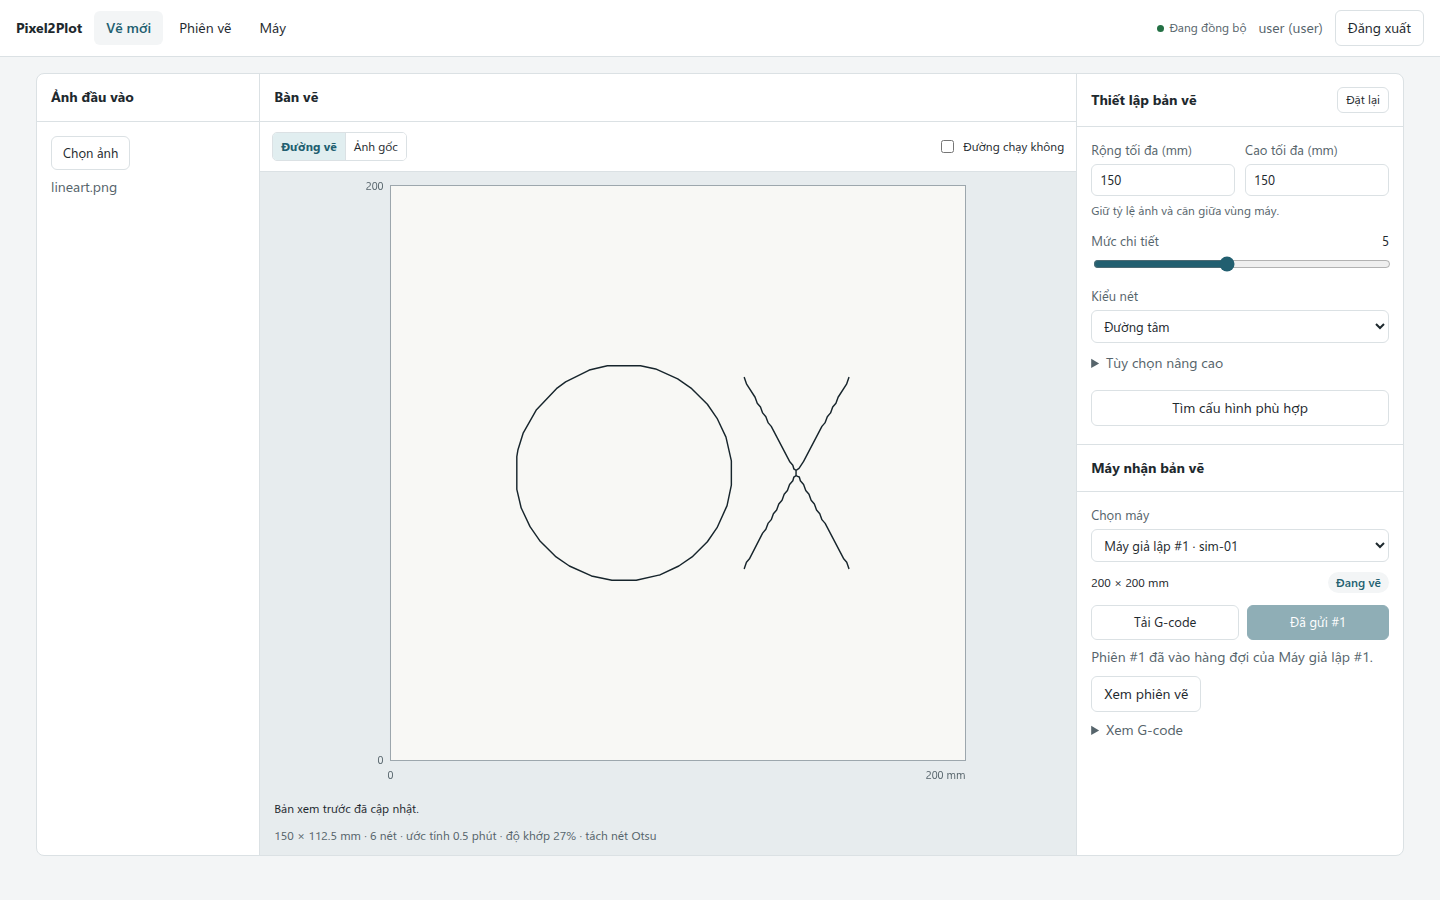 Pixel2Plot Vẽ mới Phiên vẽ Máy Đang đồng bộ user (user) Đăng xuất
Ảnh đầu vào
Chọn ảnh
lineart.png
Bàn vẽ
Đường vẽ Ảnh gốc Đường chạy không
200
0
0 200 mm
Bản xem trước đã cập nhật.
150 × 112.5 mm · 6 nét · ước tính 0.5 phút · độ khớp 27% · tách nét Otsu
Thiết lập bản vẽ Đặt lại
Rộng tối đa (mm) Cao tối đa (mm)
150 150
Giữ tỷ lệ ảnh và căn giữa vùng máy.
Mức chi tiết 5
Kiểu nét
Đường tâm
Tùy chọn nâng cao
Tìm cấu hình phù hợp
Máy nhận bản vẽ
Chọn máy
Máy giả lập #1 · sim-01
200 × 200 mm Đang vẽ
Tải G-code Đã gửi #1
Phiên #1 đã vào hàng đợi của Máy giả lập #1.
Xem phiên vẽ
Xem G-code